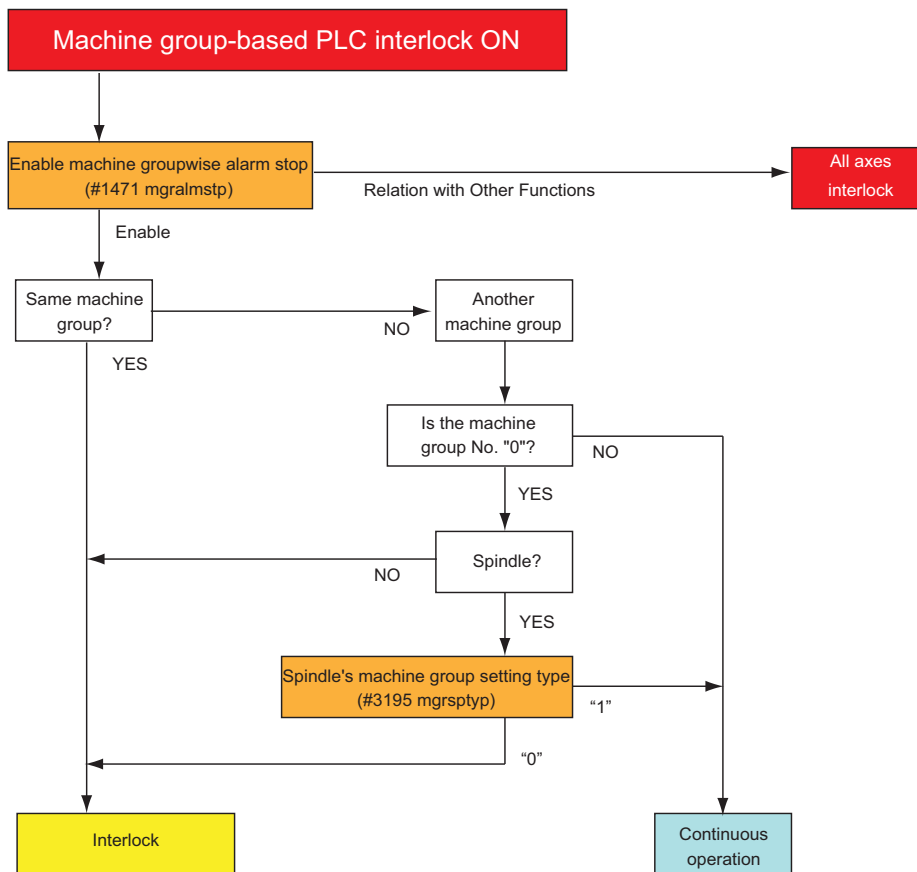 Machine group-based PLC interlock ON
Enable machine groupwise alarm stop
(#1471 mgralmstp)
Relation with Other Functions
All axes
interlock
Enable
Same machine
group?
NO
Another
machine group
YES
Is the machine
group No. "0"?
NO
YES
Spindle?
NO
YES
Spindle's machine group setting type
(#3195 mgrsptyp)
“1”
“0”
Interlock
Continuous
operation